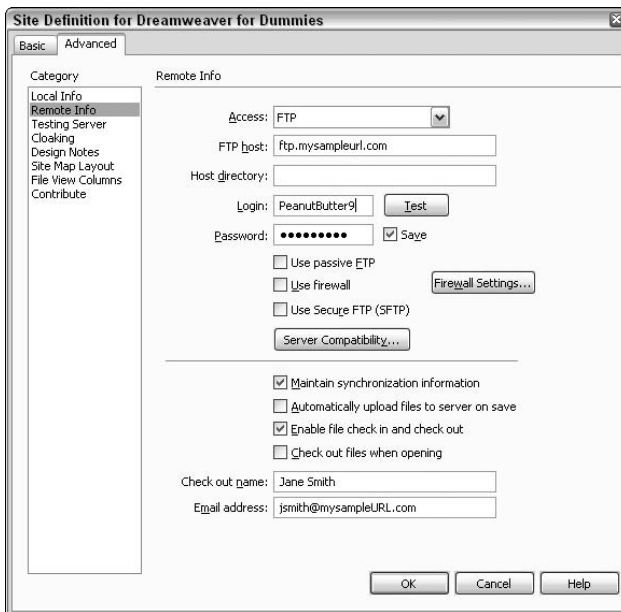 Site Definition for Dreamweaver for Dummies
Basic
Advanced
Category
Local Info
Remote Info
Testing Server
Cloaking
Design Notes
Site Map Layout
File View Columns
Contribute
Remote Info
Access: FTP
FTP host: ftp.mysampleurl.com
Host directory:
Login: PeanutButter9 Test
Password: ●●●●●●●●● Save
Use passive FTP
Use firewall Firewall Settings...
Use Secure FTP (SFTP)
Server Compatibility...
Maintain synchronization information
Automatically upload files to server on save
Enable file check in and check out
Check out files when opening
Check out name: Jane Smith
Email address: jsmith@mysampleURL.com
OK Cancel Help